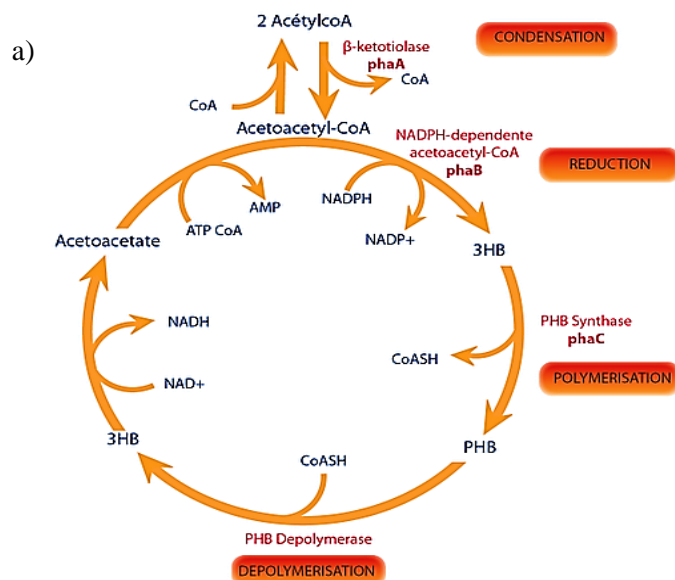 a)
2 AcétylcoA
β-ketotiolase
phaA
CONDENSATION
CoA
CoA
Acetoacetyl-CoA
NADPH-dependente
acetoacetyl-CoA
phaB
REDUCTION
AMP
NADPH
ATP CoA
NADP+
Acetoacetate
3HB
NADH
PHB Synthase
phaC
CoASH
POLYMERISATION
NAD+
3HB
PHB
CoASH
PHB Depolymerase
DEPOLYMERISATION